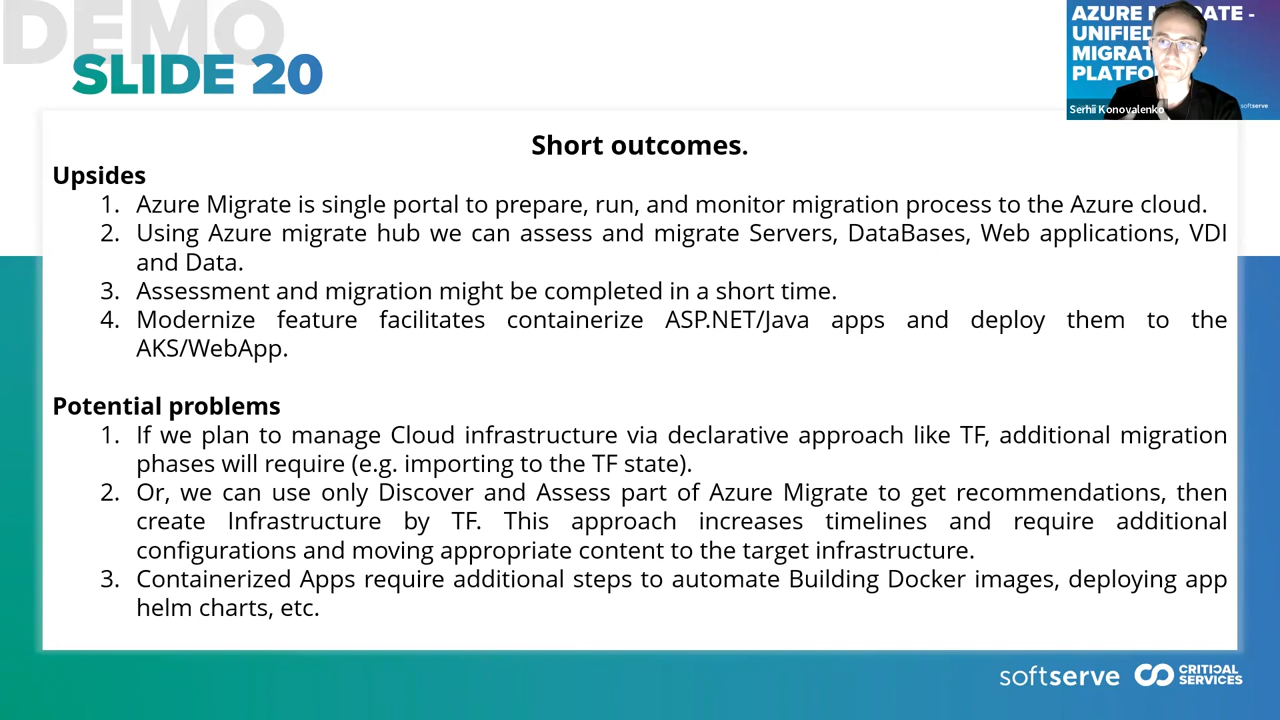 DEMO
SLIDE 20
AZURE M ATE -
UNIFIED
MIGRAT
PLATFO
Serhii Konovalenko
softserve
Short outcomes.
Upsides
1. Azure Migrate is single portal to prepare, run, and monitor migration process to the Azure cloud.
2. Using Azure migrate hub we can assess and migrate Servers, DataBases, Web applications, VDI
and Data.
3. Assessment and migration might be completed in a short time.
4. Modernize feature facilitates containerize ASP.NET/Java apps and deploy them to the
AKS/WebApp.
Potential problems
1. If we plan to manage Cloud infrastructure via declarative approach like TF, additional migration
phases will require (e.g. importing to the TF state).
2. Or, we can use only Discover and Assess part of Azure Migrate to get recommendations, then
create Infrastructure by TF. This approach increases timelines and require additional
configurations and moving appropriate content to the target infrastructure.
3. Containerized Apps require additional steps to automate Building Docker images, deploying app
helm charts, etc.
softserve
CRITICAL
SERVICES